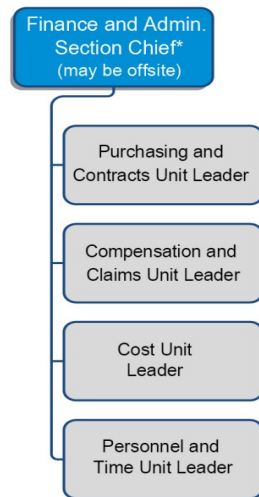 Finance and Admin.
Section Chief*
(may be offsite)
Purchasing and
Contracts Unit Leader
Compensation and
Claims Unit Leader
Cost Unit
Leader
Personnel and
Time Unit Leader